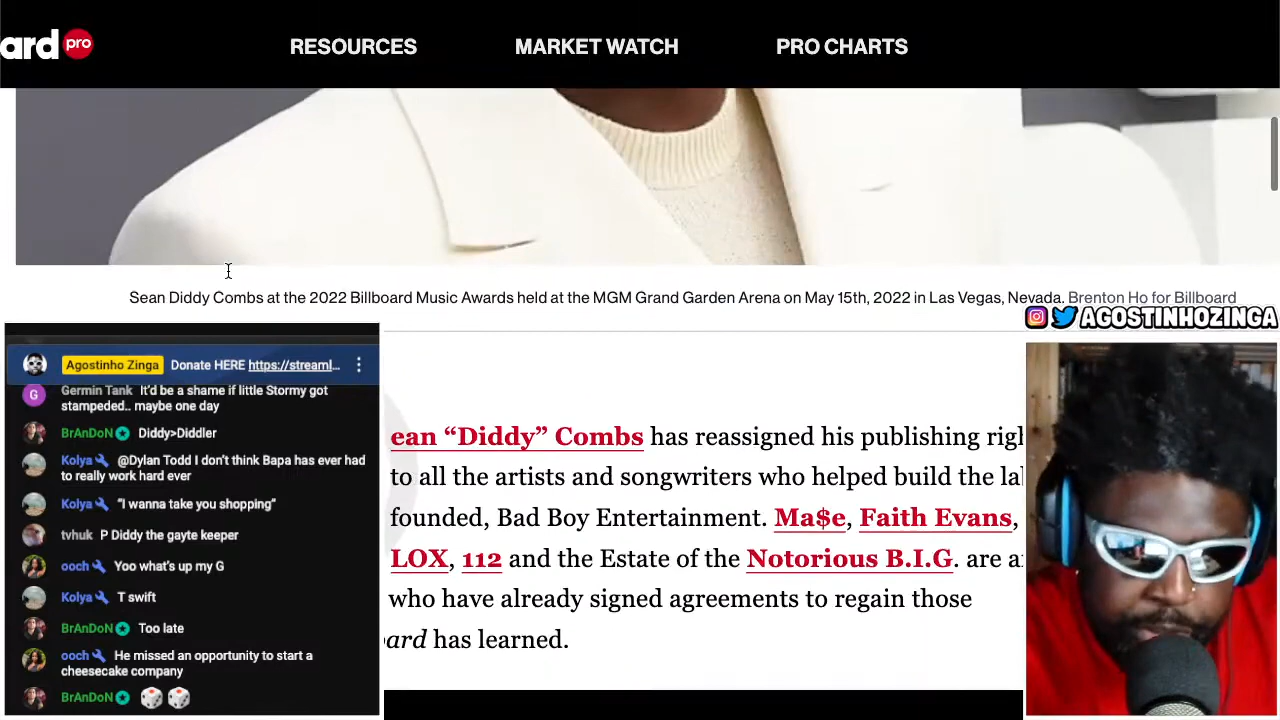 ard pro
RESOURCES
MARKET WATCH
PRO CHARTS
Sean Diddy Combs at the 2022 Billboard Music Awards held at the MGM Grand Garden Arena on May 15th, 2022 in Las Vegas, Nevada. Brenton Ho for Billboard
AGOSTINHOZINGA
Agostinho Zinga Donate HERE https://streaml...
G Germin Tank It'd be a shame if little Stormy got
stampeded.. maybe one day
BrAnDoN Diddy>Diddler
Kolya @Dylan Todd I don't think Bapa has ever had
to really work hard ever
Kolya "I wanna take you shopping"
tvhuk P Diddy the gayte keeper
ooch Yoo what's up my G
Kolya T swift
BrAnDoN Too late
ooch He missed an opportunity to start a
cheesecake company
BrAnDoN
ean “Diddy” Combs has reassigned his publishing righ
to all the artists and songwriters who helped build the la
founded, Bad Boy Entertainment. Ma$e, Faith Evans,
LOX, 112 and the Estate of the Notorious B.I.G. are a
who have already signed agreements to regain those
ard has learned.